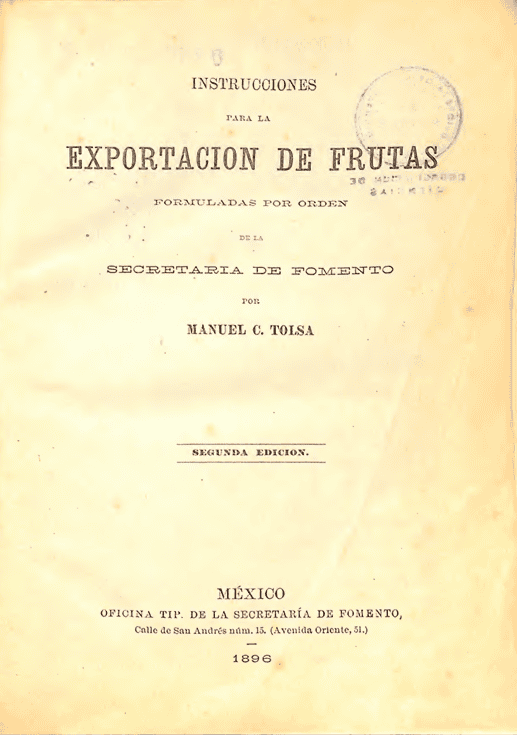 INSTRUCCIONES
PARA LA
EXPORTACION DE FRUTAS
FORMULADAS POR ORDEN
DE LA
SECRETARIA DE FOMENTO
POR
MANUEL C. TOLSA
SEGUNDA EDICION.
MÉXICO
OFICINA TIP. DE LA SECRETARÍA DE FOMENTO,
Calle de San Andrés núm. 15. (Avenida Oriente, 51.)
1896